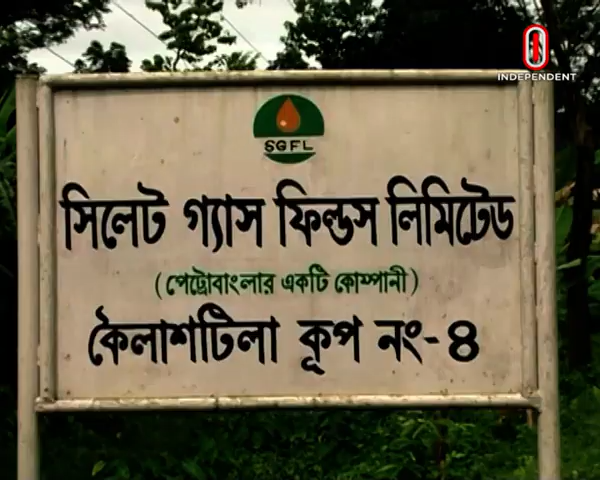 INDEPENDENT
SGFL
সিলেট গ্যাস ফিল্ডস লিমিটেড
(পেট্রোবাংলার একটি কোম্পানী)
কৈলাশটিলা কূপ নং-৪